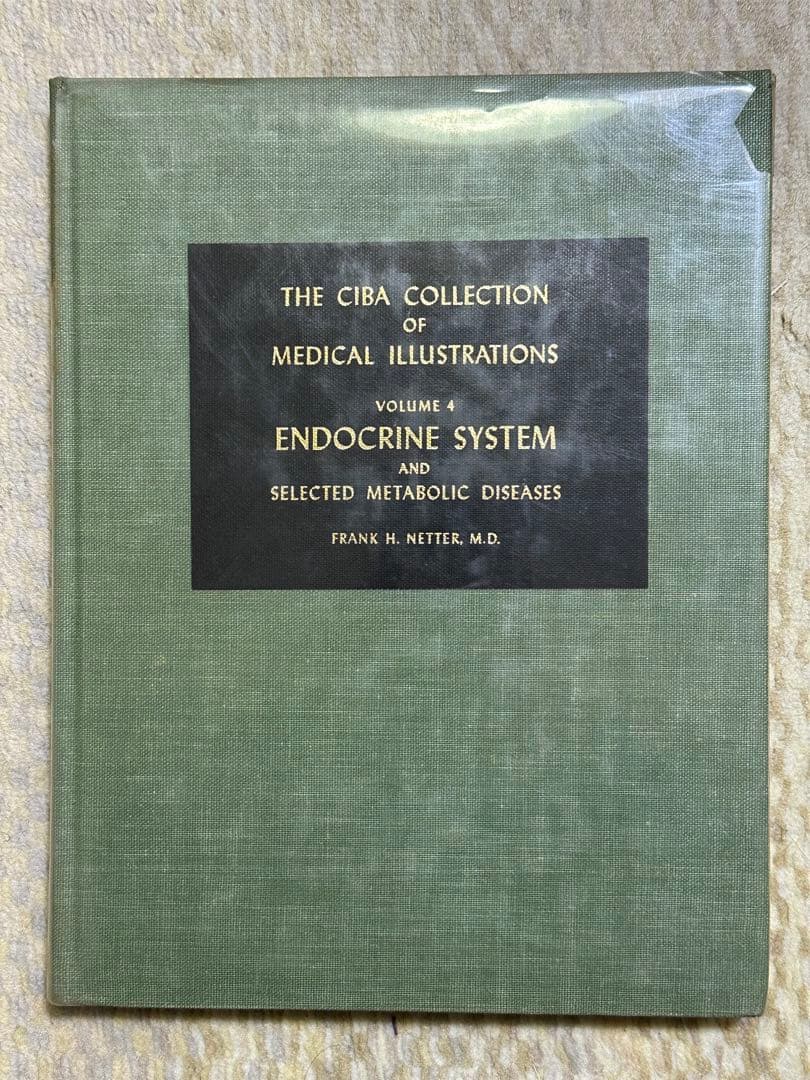 THE CIBA COLLECTION
OF
MEDICAL ILLUSTRATIONS
VOLUME 4
ENDOCRINE SYSTEM
AND
SELECTED METABOLIC DISEASES
FRANK H. NETTER, M.D.